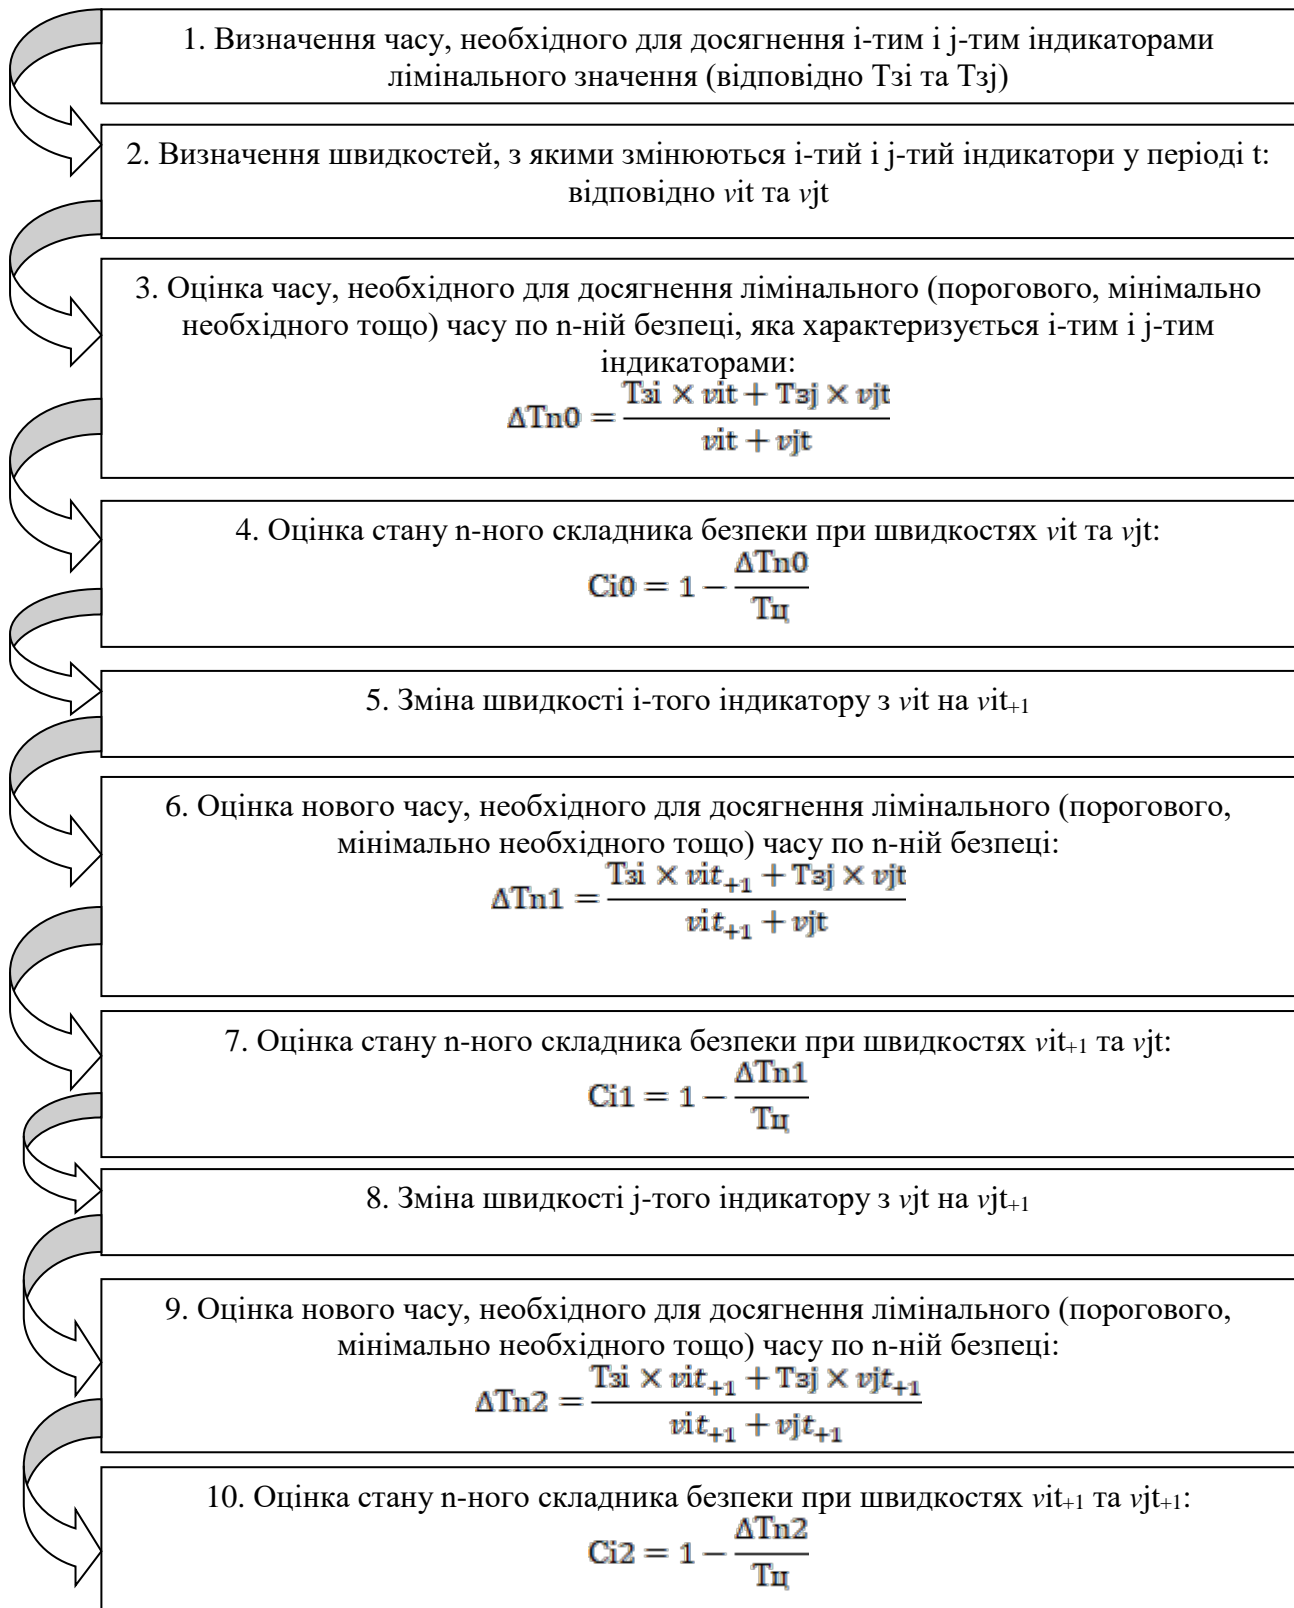 1. Визначення часу, необхідного для досягнення і-тим і j-тим індикаторами
лімінального значення (відповідно Тзі та Тзj)
2. Визначення швидкостей, з якими змінюються і-тий і j-тий індикатори у періоді t:
відповідно vit та vjt
3. Оцінка часу, необхідного для досягнення лімінального (порогового, мінімально
необхідного тощо) часу по n-ній безпеці, яка характеризується і-тим і j-тим
індикаторами:
ΔTn0 = (Тзі × vit + Тзj × vjt) / (vit + vjt)
4. Оцінка стану n-ного складника безпеки при швидкостях vit та vjt:
Ci0 = 1 − ΔTn0 / Тц
5. Зміна швидкості і-того індикатору з vit на vit₊₁
6. Оцінка нового часу, необхідного для досягнення лімінального (порогового,
мінімально необхідного тощо) часу по n-ній безпеці:
ΔTn1 = (Тзі × vit₊₁ + Тзj × vjt) / (vit₊₁ + vjt)
7. Оцінка стану n-ного складника безпеки при швидкостях vit₊₁ та vjt:
Ci1 = 1 − ΔTn1 / Тц
8. Зміна швидкості j-того індикатору з vjt на vjt₊₁
9. Оцінка нового часу, необхідного для досягнення лімінального (порогового,
мінімально необхідного тощо) часу по n-ній безпеці:
ΔTn2 = (Тзі × vit₊₁ + Тзj × vjt₊₁) / (vit₊₁ + vjt₊₁)
10. Оцінка стану n-ного складника безпеки при швидкостях vit₊₁ та vjt₊₁:
Ci2 = 1 − ΔTn2 / Тц